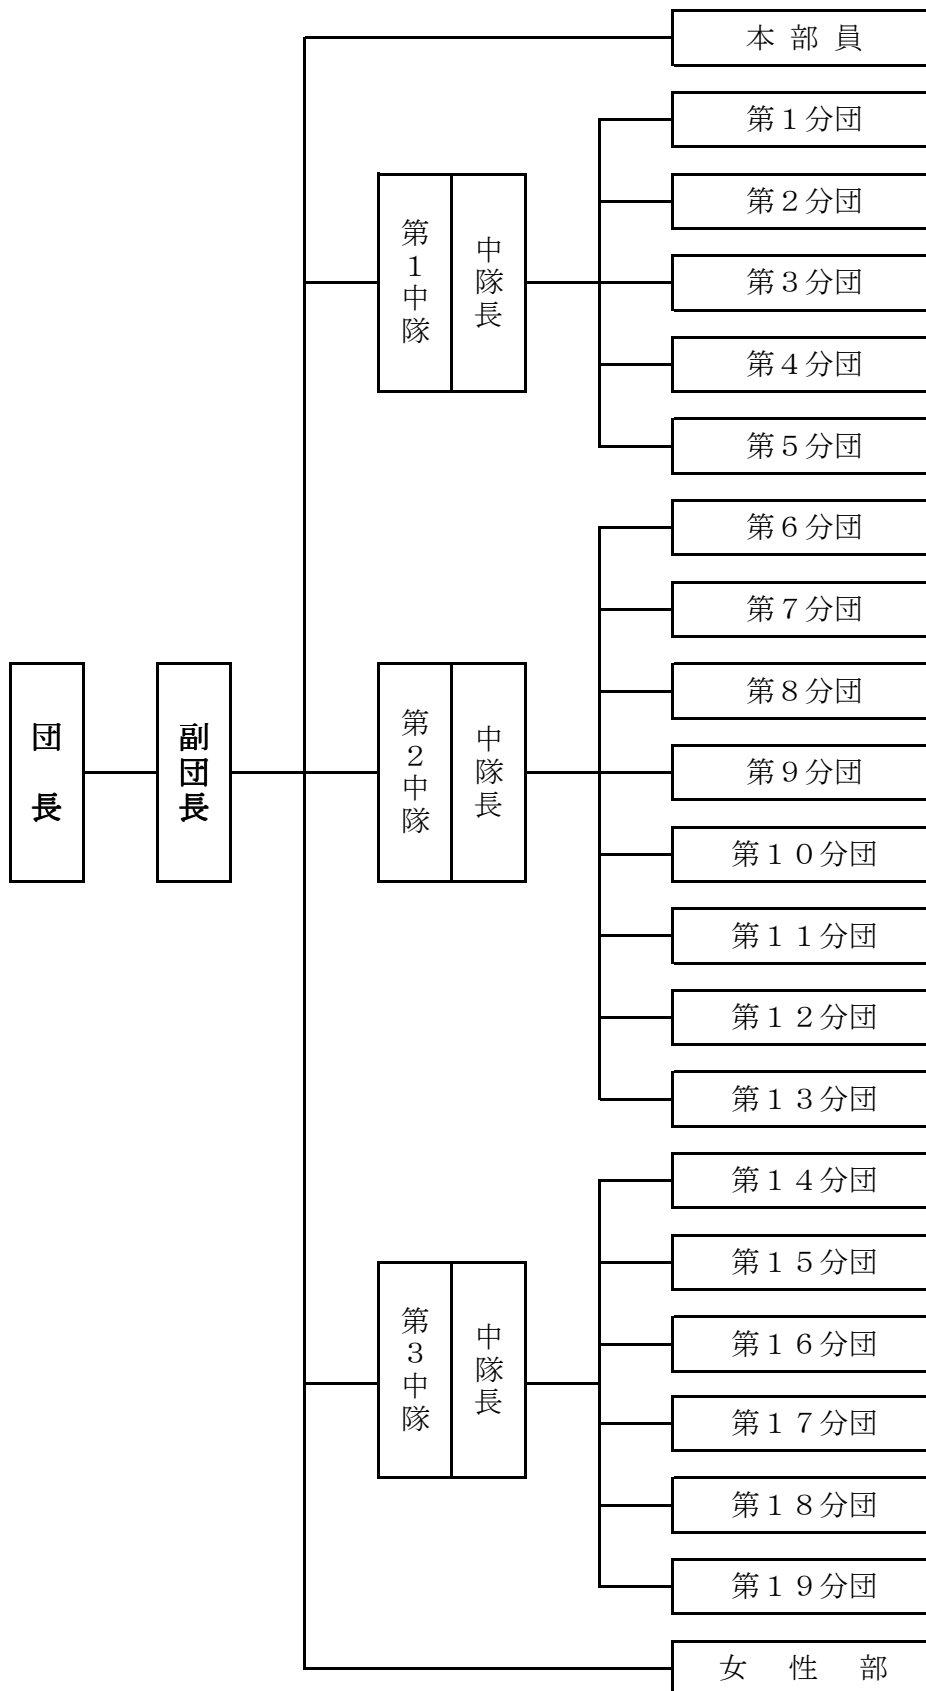 団長
副団長
本部員
第１中隊
中隊長
第１分団
第２分団
第３分団
第４分団
第５分団
第２中隊
中隊長
第６分団
第７分団
第８分団
第９分団
第１０分団
第１１分団
第１２分団
第１３分団
第３中隊
中隊長
第１４分団
第１５分団
第１６分団
第１７分団
第１８分団
第１９分団
女性部